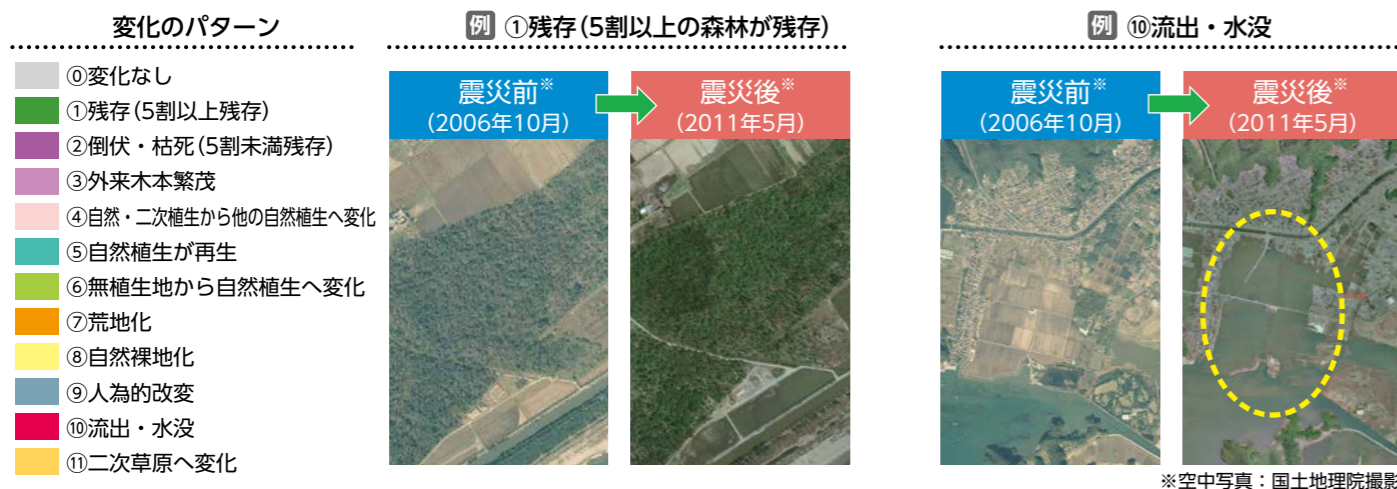 変化のパターン
⓪変化なし
①残存(5割以上残存)
②倒伏・枯死(5割未満残存)
③外来木本繁茂
④自然・二次植生から他の自然植生へ変化
⑤自然植生が再生
⑥無植生地から自然植生へ変化
⑦荒地化
⑧自然裸地化
⑨人為的改変
⑩流出・水没
⑪二次草原へ変化
例 ①残存(5割以上の森林が残存)
震災前※
(2006年10月)
震災後※
(2011年5月)
例 ⑩流出・水没
震災前※
(2006年10月)
震災後※
(2011年5月)
※空中写真：国土地理院撮影